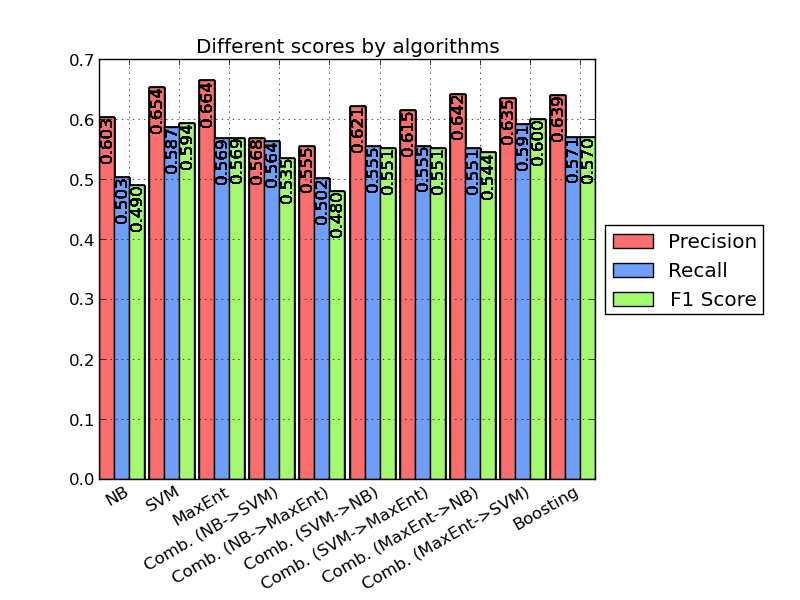 Different scores by algorithms
0.7
0.6
0.5
0.4
0.3
0.2
0.1
0.0
0.603
0.503
0.490
0.654
0.587
0.594
0.664
0.569
0.569
0.568
0.564
0.535
0.555
0.502
0.480
0.621
0.555
0.551
0.615
0.555
0.551
0.642
0.551
0.544
0.635
0.591
0.600
0.639
0.571
0.570
NB
SVM
MaxEnt
Comb. (NB->SVM)
Comb. (NB->MaxEnt)
Comb. (SVM->NB)
Comb. (SVM->MaxEnt)
Comb. (MaxEnt->NB)
Comb. (MaxEnt->SVM)
Boosting
Precision
Recall
F1 Score